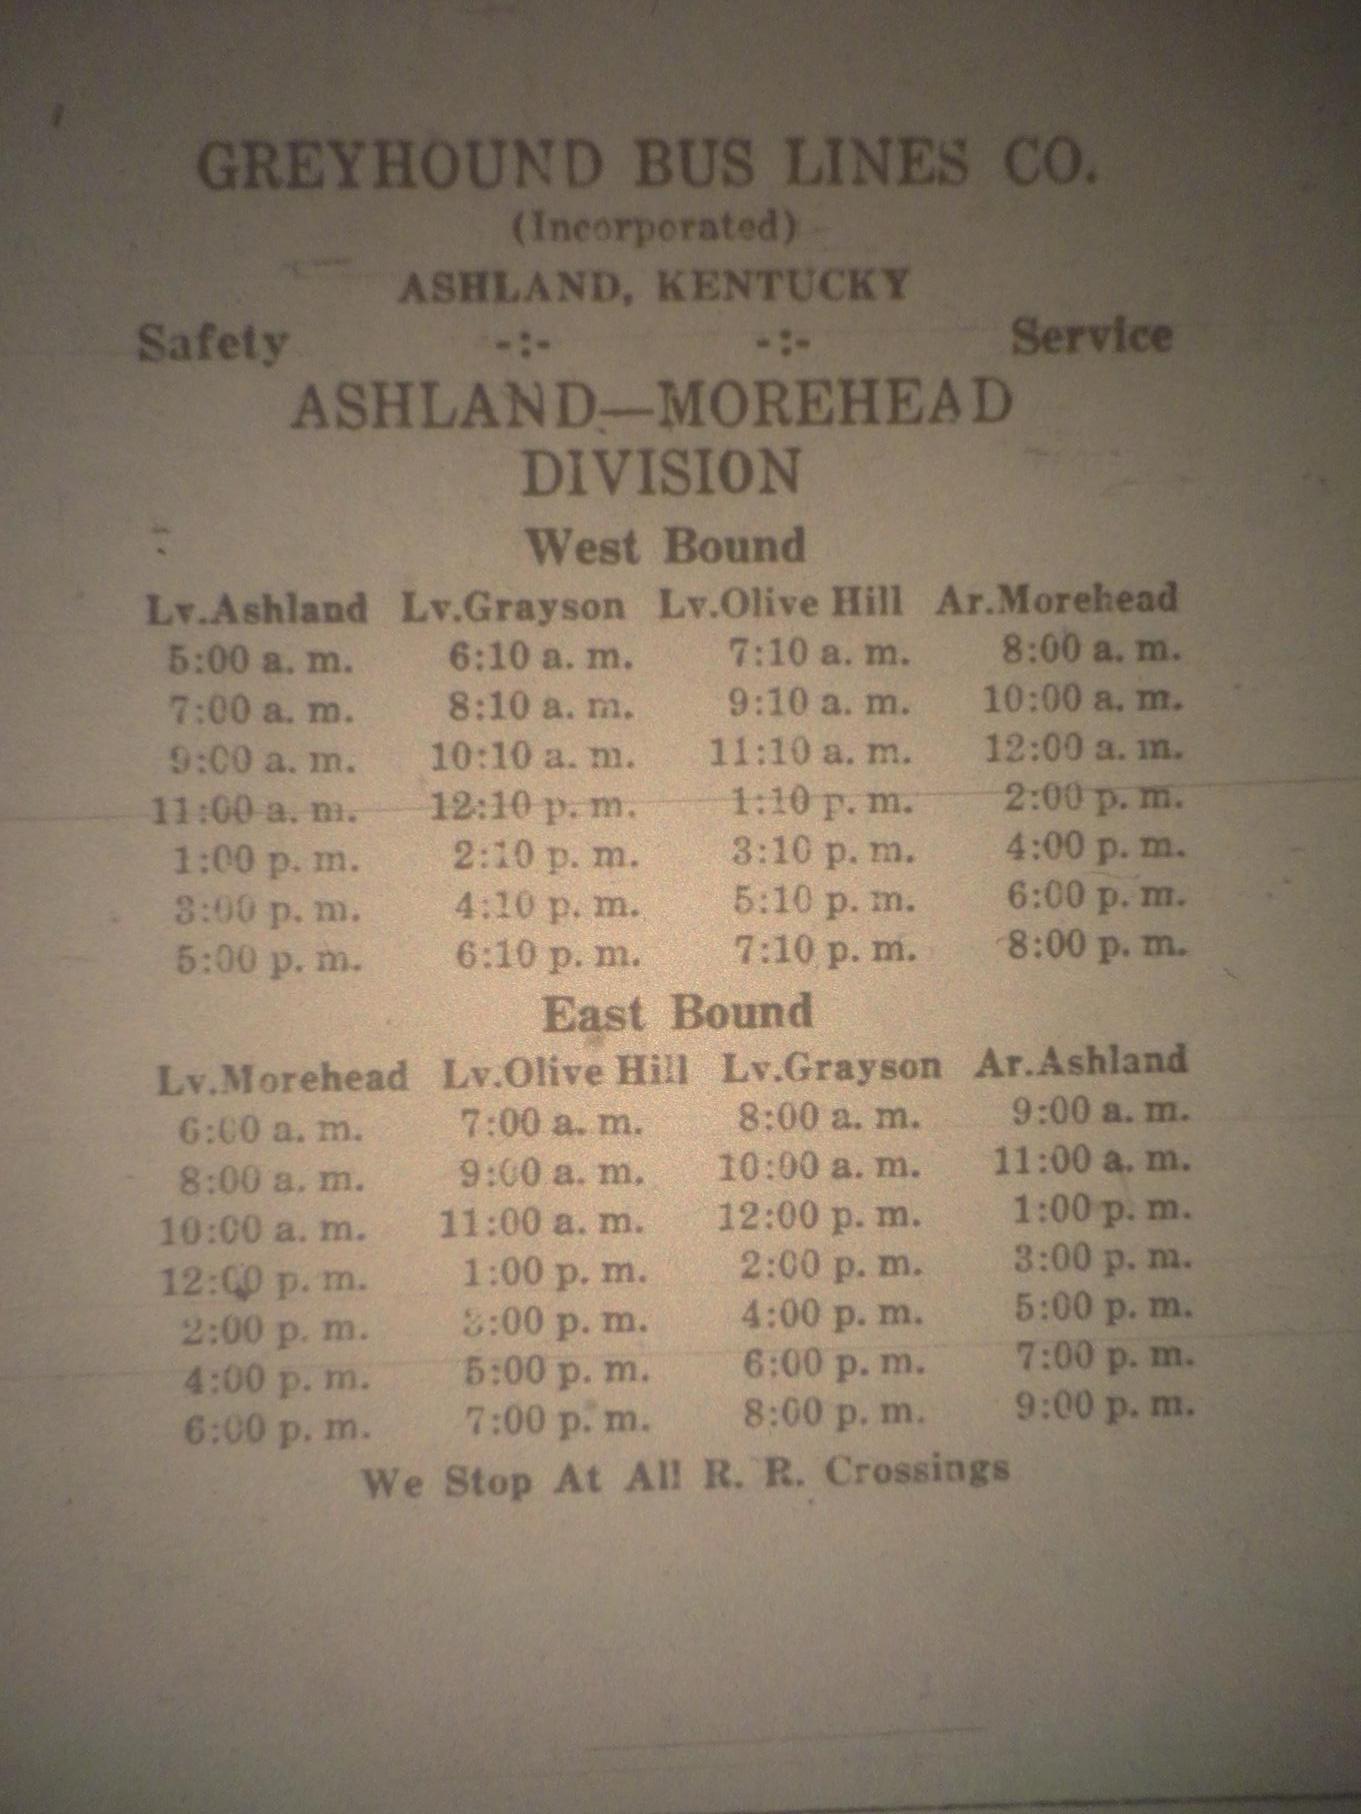 GREYHOUND BUS LINES CO.
(Incorporated)
ASHLAND, KENTUCKY
Safety -:- -:- Service
ASHLAND—MOREHEAD
DIVISION
West Bound
Lv.Ashland Lv.Grayson Lv.Olive Hill Ar.Morehead
5:00 a. m. 6:10 a. m. 7:10 a. m. 8:00 a. m.
7:00 a. m. 8:10 a. m. 9:10 a. m. 10:00 a. m.
9:00 a. m. 10:10 a. m. 11:10 a. m. 12:00 a. m.
11:00 a. m. 12:10 p. m. 1:10 p. m. 2:00 p. m.
1:00 p. m. 2:10 p. m. 3:10 p. m. 4:00 p. m.
3:00 p. m. 4:10 p. m. 5:10 p. m. 6:00 p. m.
5:00 p. m. 6:10 p. m. 7:10 p. m. 8:00 p. m.
East Bound
Lv.Morehead Lv.Olive Hill Lv.Grayson Ar.Ashland
6:00 a. m. 7:00 a. m. 8:00 a. m. 9:00 a. m.
8:00 a. m. 9:00 a. m. 10:00 a. m. 11:00 a. m.
10:00 a. m. 11:00 a. m. 12:00 p. m. 1:00 p. m.
12:00 p. m. 1:00 p. m. 2:00 p. m. 3:00 p. m.
2:00 p. m. 3:00 p. m. 4:00 p. m. 5:00 p. m.
4:00 p. m. 5:00 p. m. 6:00 p. m. 7:00 p. m.
6:00 p. m. 7:00 p. m. 8:00 p. m. 9:00 p. m.
We Stop At All R. R. Crossings